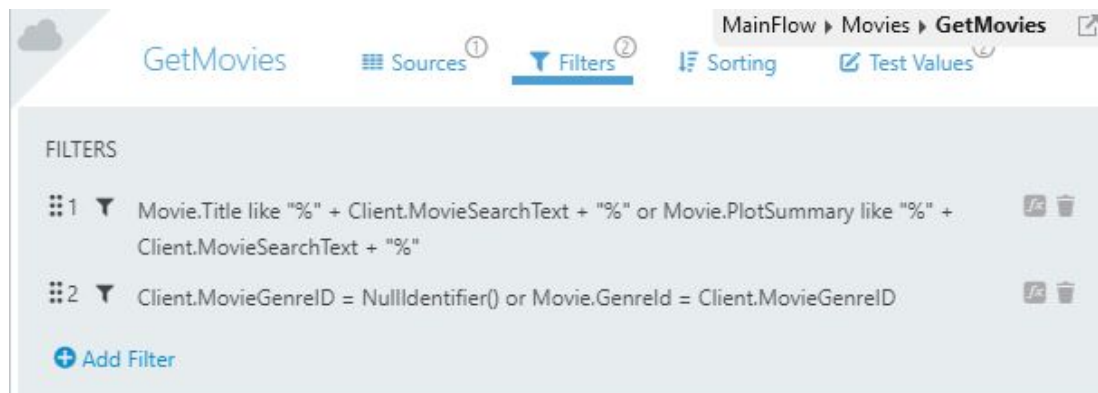 MainFlow ▸ Movies ▸ GetMovies
GetMovies Sources 1 Filters 2 Sorting Test Values 2
FILTERS
1 Movie.Title like "%" + Client.MovieSearchText + "%" or Movie.PlotSummary like "%" +
Client.MovieSearchText + "%"
2 Client.MovieGenreID = NullIdentifier() or Movie.GenreId = Client.MovieGenreID
Add Filter